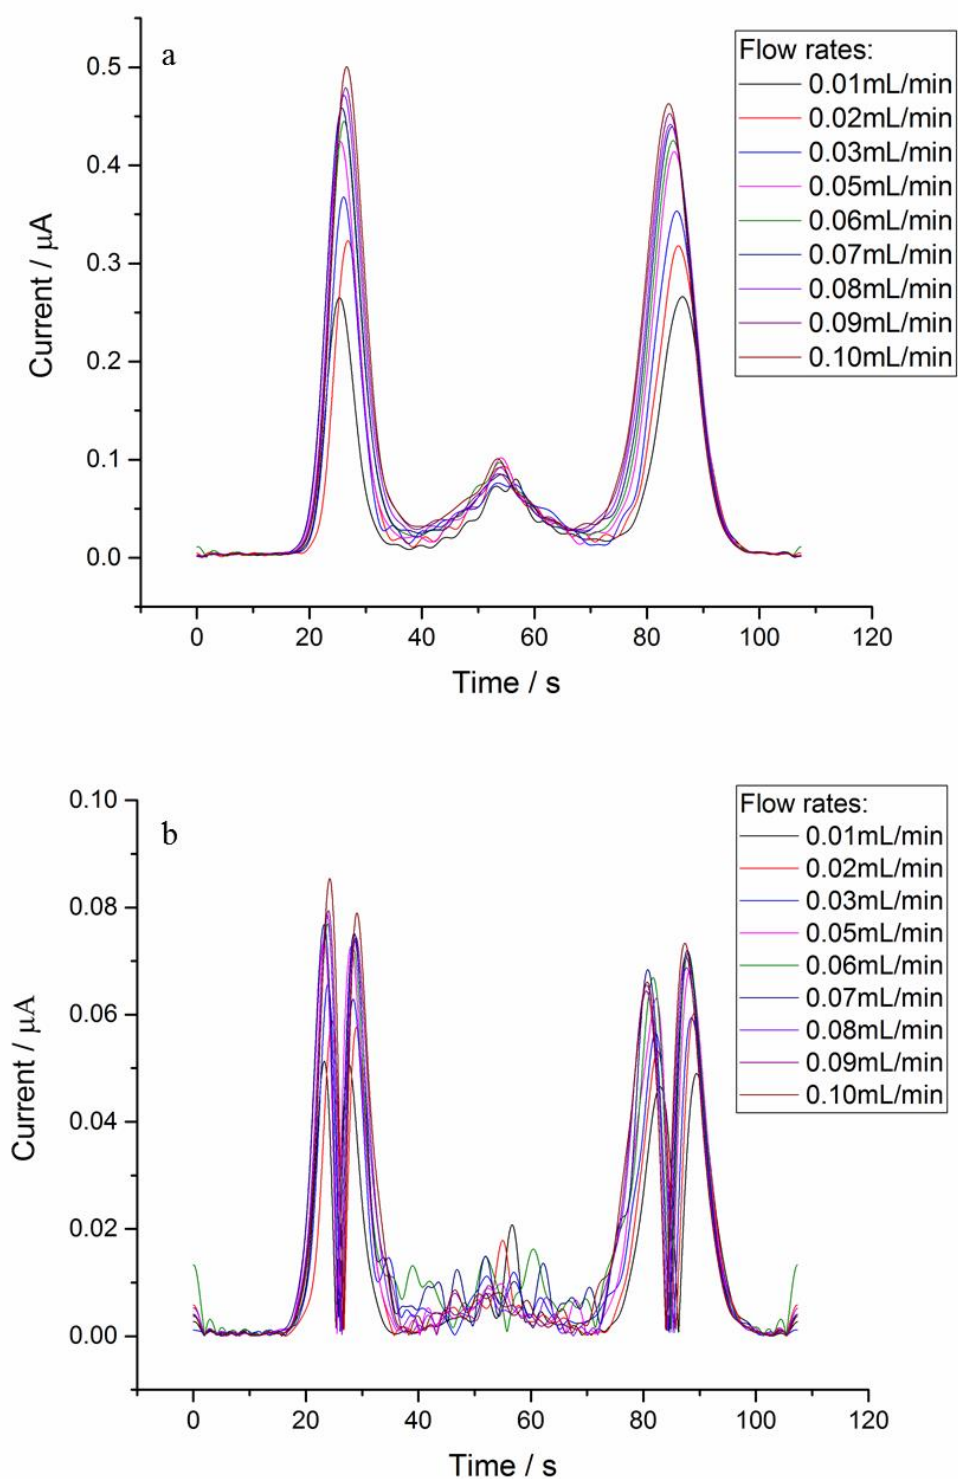 a
Flow rates:
0.01mL/min
0.02mL/min
0.03mL/min
0.05mL/min
0.06mL/min
0.07mL/min
0.08mL/min
0.09mL/min
0.10mL/min
0.5
0.4
0.3
0.2
0.1
0.0
Current / μA
0 20 40 60 80 100 120
Time / s
b
Flow rates:
0.01mL/min
0.02mL/min
0.03mL/min
0.05mL/min
0.06mL/min
0.07mL/min
0.08mL/min
0.09mL/min
0.10mL/min
0.10
0.08
0.06
0.04
0.02
0.00
Current / μA
0 20 40 60 80 100 120
Time / s